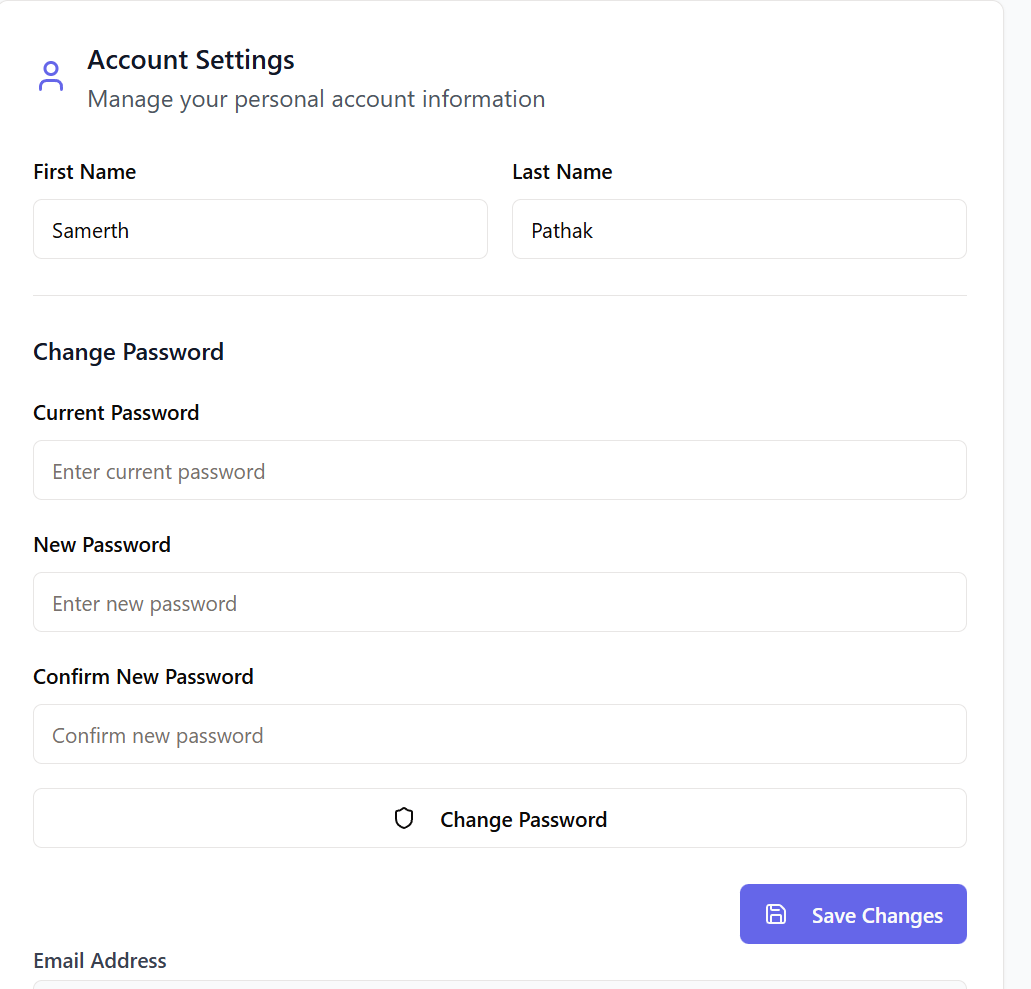 Account Settings
Manage your personal account information
First Name
Last Name
Samerth
Pathak
Change Password
Current Password
Enter current password
New Password
Enter new password
Confirm New Password
Confirm new password
Change Password
Save Changes
Email Address